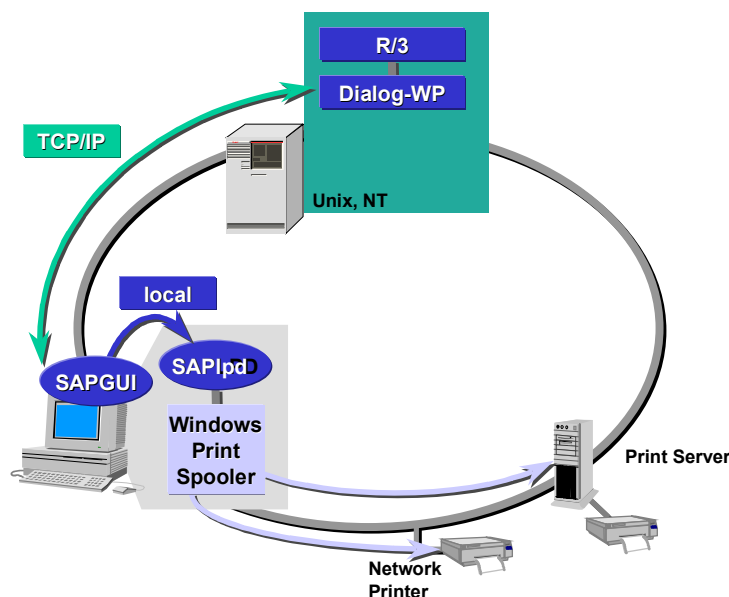 R/3
Dialog-WP
TCP/IP
Unix, NT
local
SAPlpd
SAPGUI
Windows
Print
Spooler
Print Server
Network
Printer